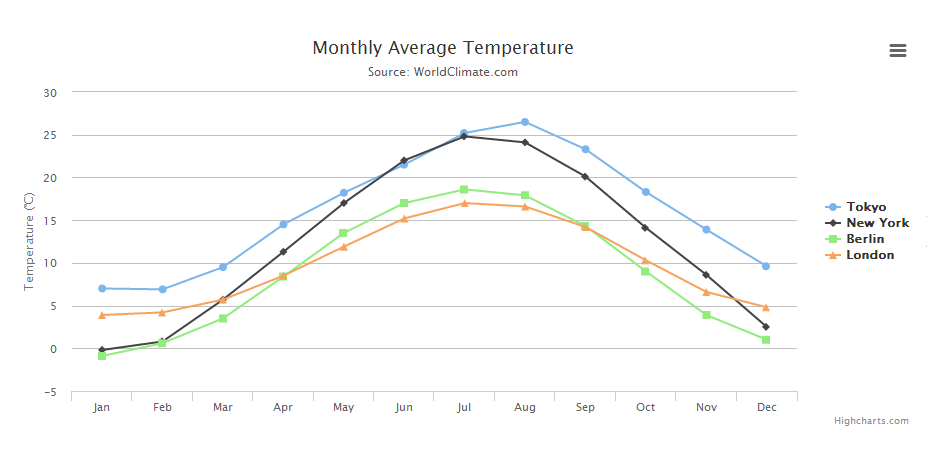 Monthly Average Temperature
Source: WorldClimate.com
Temperature (°C)
30
25
20
15
10
5
0
-5
Jan Feb Mar Apr May Jun Jul Aug Sep Oct Nov Dec
Tokyo
New York
Berlin
London
Highcharts.com